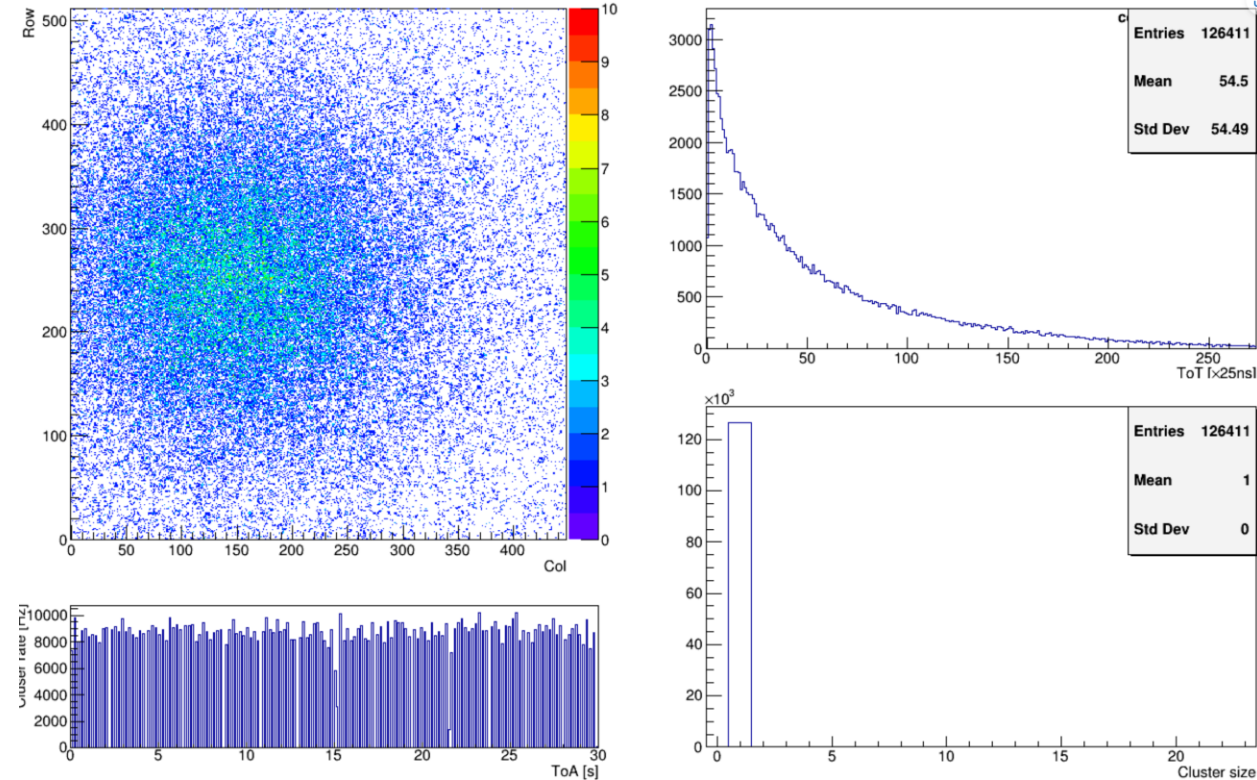 Row
500
400
300
200
100
0
0 50 100 150 200 250 300 350 400
Col
10
9
8
7
6
5
4
3
2
1
0
Entries 126411
Mean 54.5
Std Dev 54.49
3000
2500
2000
1500
1000
500
0
0 50 100 150 200 250
ToT [×25ns]
Cluser rate [Hz]
10000
8000
6000
4000
2000
0
0 5 10 15 20 25 30
ToA [s]
×10³
Entries 126411
Mean 1
Std Dev 0
120
100
80
60
40
20
0
0 5 10 15 20
Cluster size